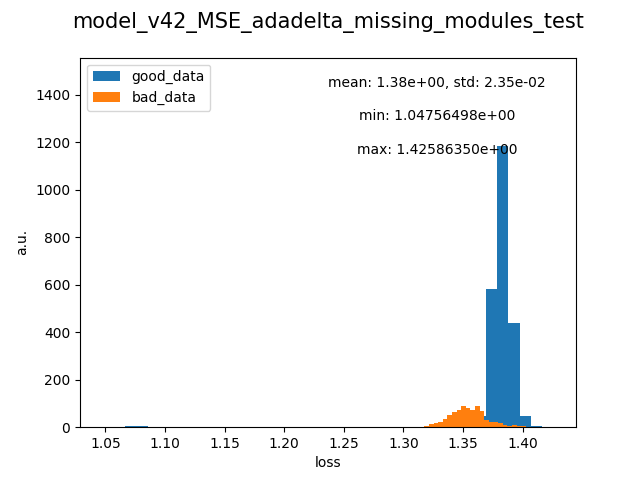 model_v42_MSE_adadelta_missing_modules_test
good_data
bad_data
mean: 1.38e+00, std: 2.35e-02
min: 1.04756498e+00
max: 1.42586350e+00
1400
1200
1000
800
600
400
200
0
a.u.
1.05 1.10 1.15 1.20 1.25 1.30 1.35 1.40
loss